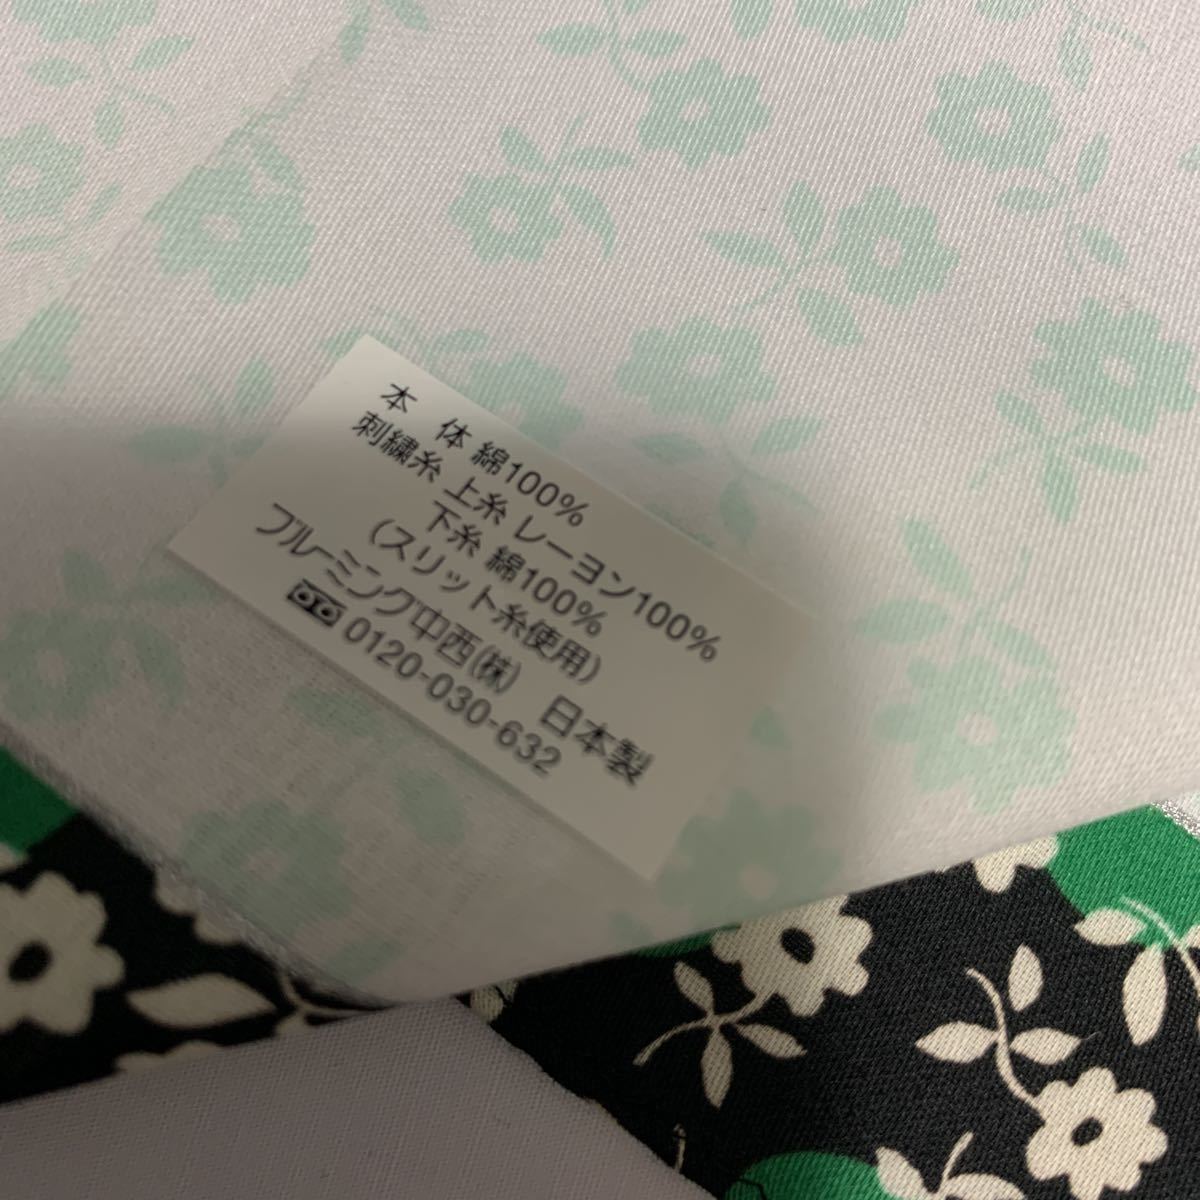 本 体 綿100%
刺繍糸 上糸 レーヨン100%
下糸 綿100%
(スリット糸使用)
ブルーミング中西㈱ 日本製
0120-030-632